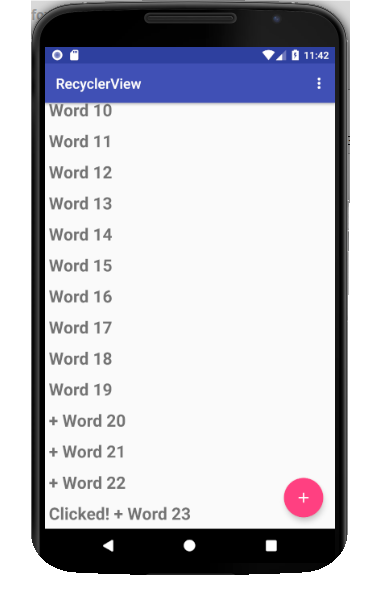 11:42
RecyclerView
Word 10
Word 11
Word 12
Word 13
Word 14
Word 15
Word 16
Word 17
Word 18
Word 19
+ Word 20
+ Word 21
+ Word 22
Clicked! + Word 23
+